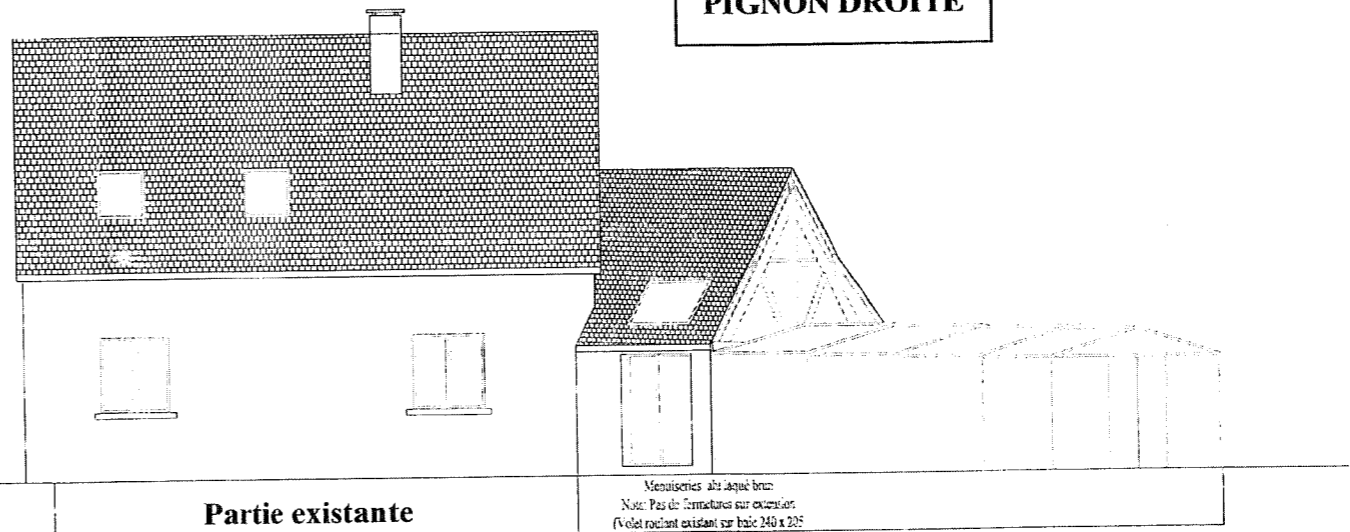 PIGNON DROITE
Partie existante
Menuiseries alu laqué brun
Nota: Pas de fermetures sur extension
(Volet roulant existant sur baie 240 x 205